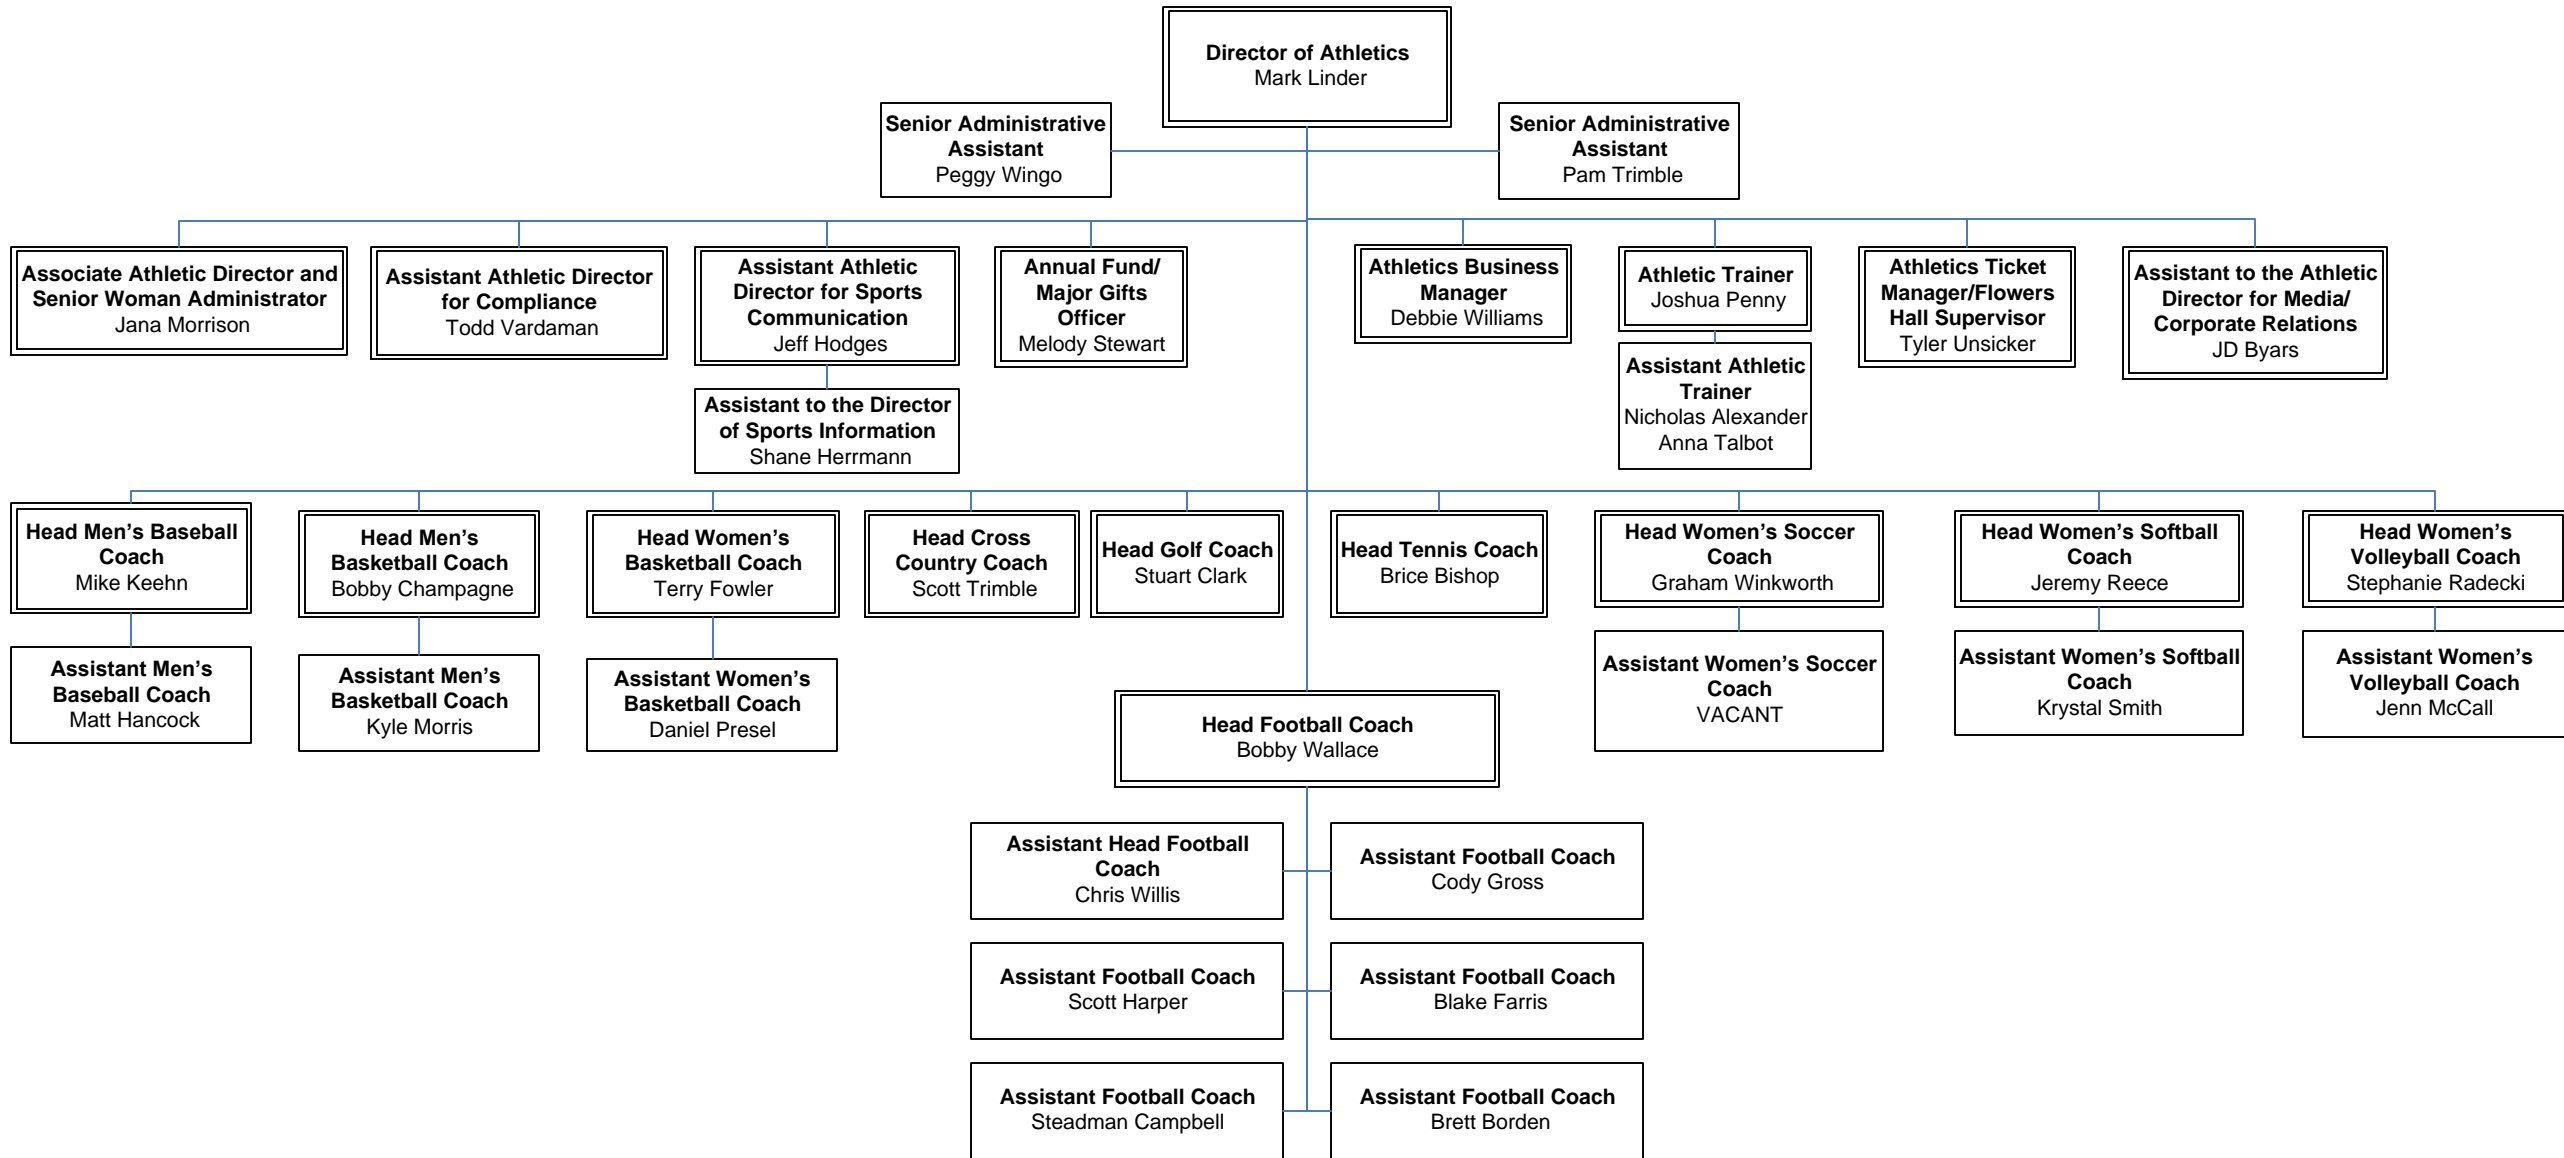 Director of Athletics
Mark Linder
Senior Administrative
Assistant
Peggy Wingo
Senior Administrative
Assistant
Pam Trimble
Associate Athletic Director and
Senior Woman Administrator
Jana Morrison
Assistant Athletic Director
for Compliance
Todd Vardaman
Assistant Athletic
Director for Sports
Communication
Jeff Hodges
Annual Fund/
Major Gifts
Officer
Melody Stewart
Athletics Business
Manager
Debbie Williams
Athletic Trainer
Joshua Penny
Athletics Ticket
Manager/Flowers
Hall Supervisor
Tyler Unsicker
Assistant to the Athletic
Director for Media/
Corporate Relations
JD Byars
Assistant to the Director
of Sports Information
Shane Herrmann
Assistant Athletic
Trainer
Nicholas Alexander
Anna Talbot
Head Men’s Baseball
Coach
Mike Keehn
Head Men’s
Basketball Coach
Bobby Champagne
Head Women’s
Basketball Coach
Terry Fowler
Head Cross
Country Coach
Scott Trimble
Head Golf Coach
Stuart Clark
Head Tennis Coach
Brice Bishop
Head Women’s Soccer
Coach
Graham Winkworth
Head Women’s Softball
Coach
Jeremy Reece
Head Women’s
Volleyball Coach
Stephanie Radecki
Assistant Men’s
Baseball Coach
Matt Hancock
Assistant Men’s
Basketball Coach
Kyle Morris
Assistant Women’s
Basketball Coach
Daniel Presel
Assistant Women’s Soccer
Coach
VACANT
Assistant Women’s Softball
Coach
Krystal Smith
Assistant Women’s
Volleyball Coach
Jenn McCall
Head Football Coach
Bobby Wallace
Assistant Head Football
Coach
Chris Willis
Assistant Football Coach
Cody Gross
Assistant Football Coach
Scott Harper
Assistant Football Coach
Blake Farris
Assistant Football Coach
Steadman Campbell
Assistant Football Coach
Brett Borden